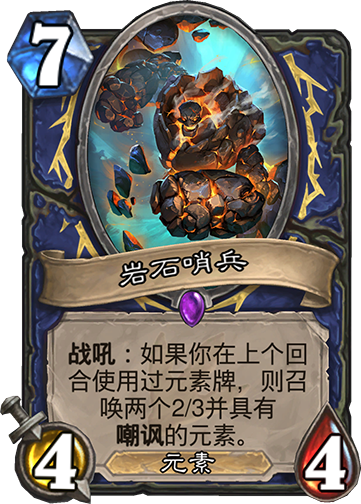 7
岩石哨兵
战吼：如果你在上个回
合使用过元素牌，则召
唤两个2/3并具有
嘲讽的元素。
4
元素
4